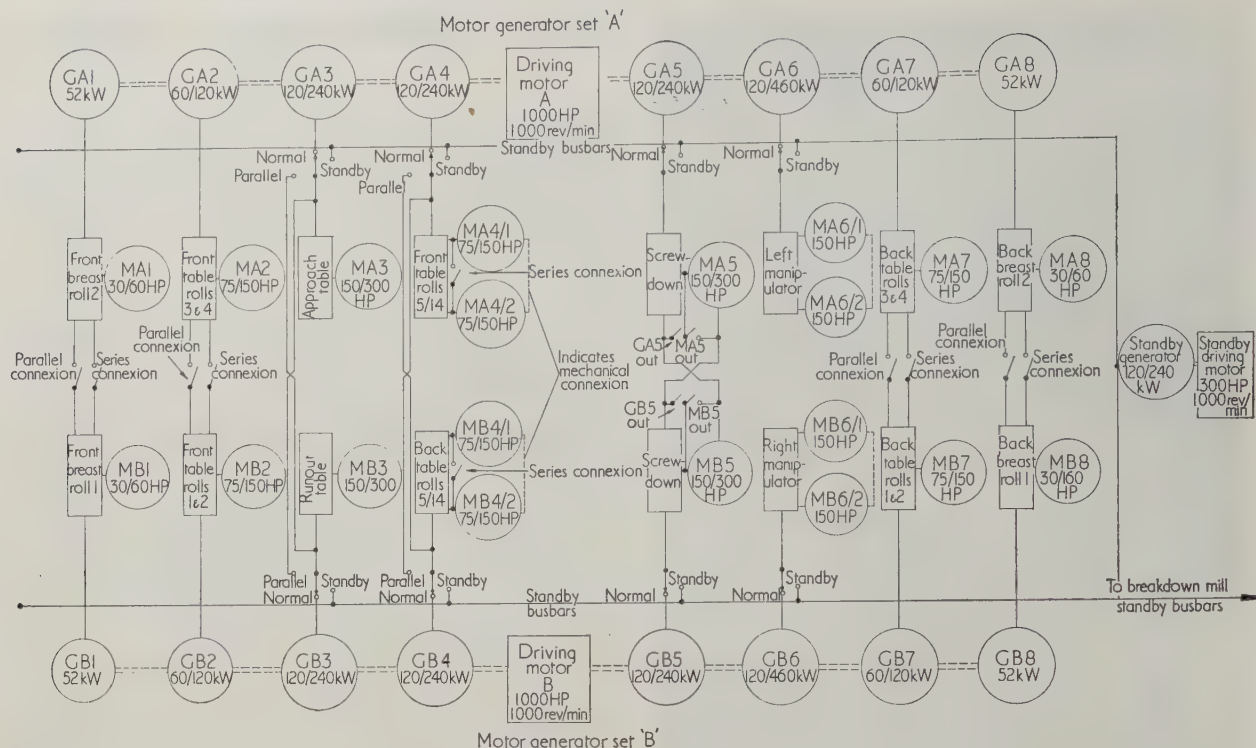 Motor generator set 'A'
GA1
52kW
GA2
60/120kW
GA3
120/240kW
GA4
120/240kW
Driving
motor
A
1000HP
1000rev/min
GA5
120/240kW
GA6
120/460kW
GA7
60/120kW
GA8
52kW
Normal
Parallel
Standby
Normal
Parallel
Standby
Standby busbars
Normal
Standby
Normal
Standby
Front
breast
roll 2
MA1
30/60HP
Front
table
rolls
3&4
MA2
75/150HP
Approach
table
MA3
150/300
HP
Front
table
rolls
5/14
MA4/1
75/150HP
MA4/2
75/150HP
Series connexion
Screw-
down
MA5
150/300
HP
Left
manip-
ulator
MA6/1
150HP
MA6/2
150HP
Back
table
rolls
3&4
MA7
75/150
HP
Back
breast
roll 2
MA8
30/60
HP
Parallel
connexion
Series
connexion
Parallel
connexion
Series
connexion
Indicates
mechanical
connexion
GA5
out
MA5
out
GB5
out
MB5
out
Parallel
connexion
Series
connexion
Parallel
connexion
Series
connexion
Standby
generator
120/240
kW
Standby
driving
motor
300HP
1000rev/
min
Front
breast
roll 1
MB1
30/60HP
Front
table
rolls
1&2
MB2
75/150HP
Runout
table
MB3
150/300
HP
Back
table
rolls
5/14
MB4/1
75/150HP
MB4/2
75/150HP
Series connexion
Screw-
down
MB5
150/300
HP
Right
manip-
ulator
MB6/1
150HP
MB6/2
150HP
Back
table
rolls
1&2
MB7
75/150
HP
Back
breast
roll 1
MB8
30/160
HP
Parallel
Normal
Standby
Parallel
Normal
Standby
Standby
busbars
Normal
Standby
Normal
Standby
To breakdown mill
standby busbars
GB1
52kW
GB2
60/120kW
GB3
120/240kW
GB4
120/240kW
Driving
motor
B
1000HP
1000rev/min
GB5
120/240kW
GB6
120/460kW
GB7
60/120kW
GB8
52kW
Motor generator set 'B'